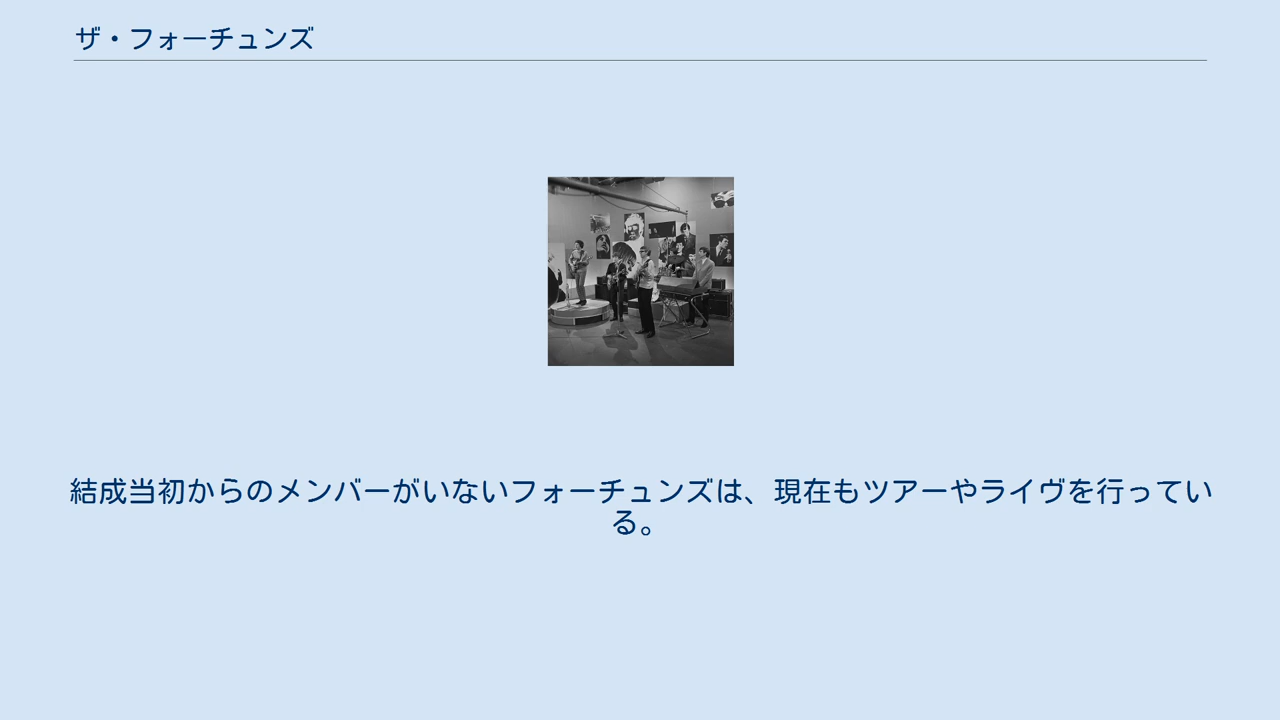 ザ・フォーチュンズ
結成当初からのメンバーがいないフォーチュンズは、現在もツアーやライヴを行ってい
る。